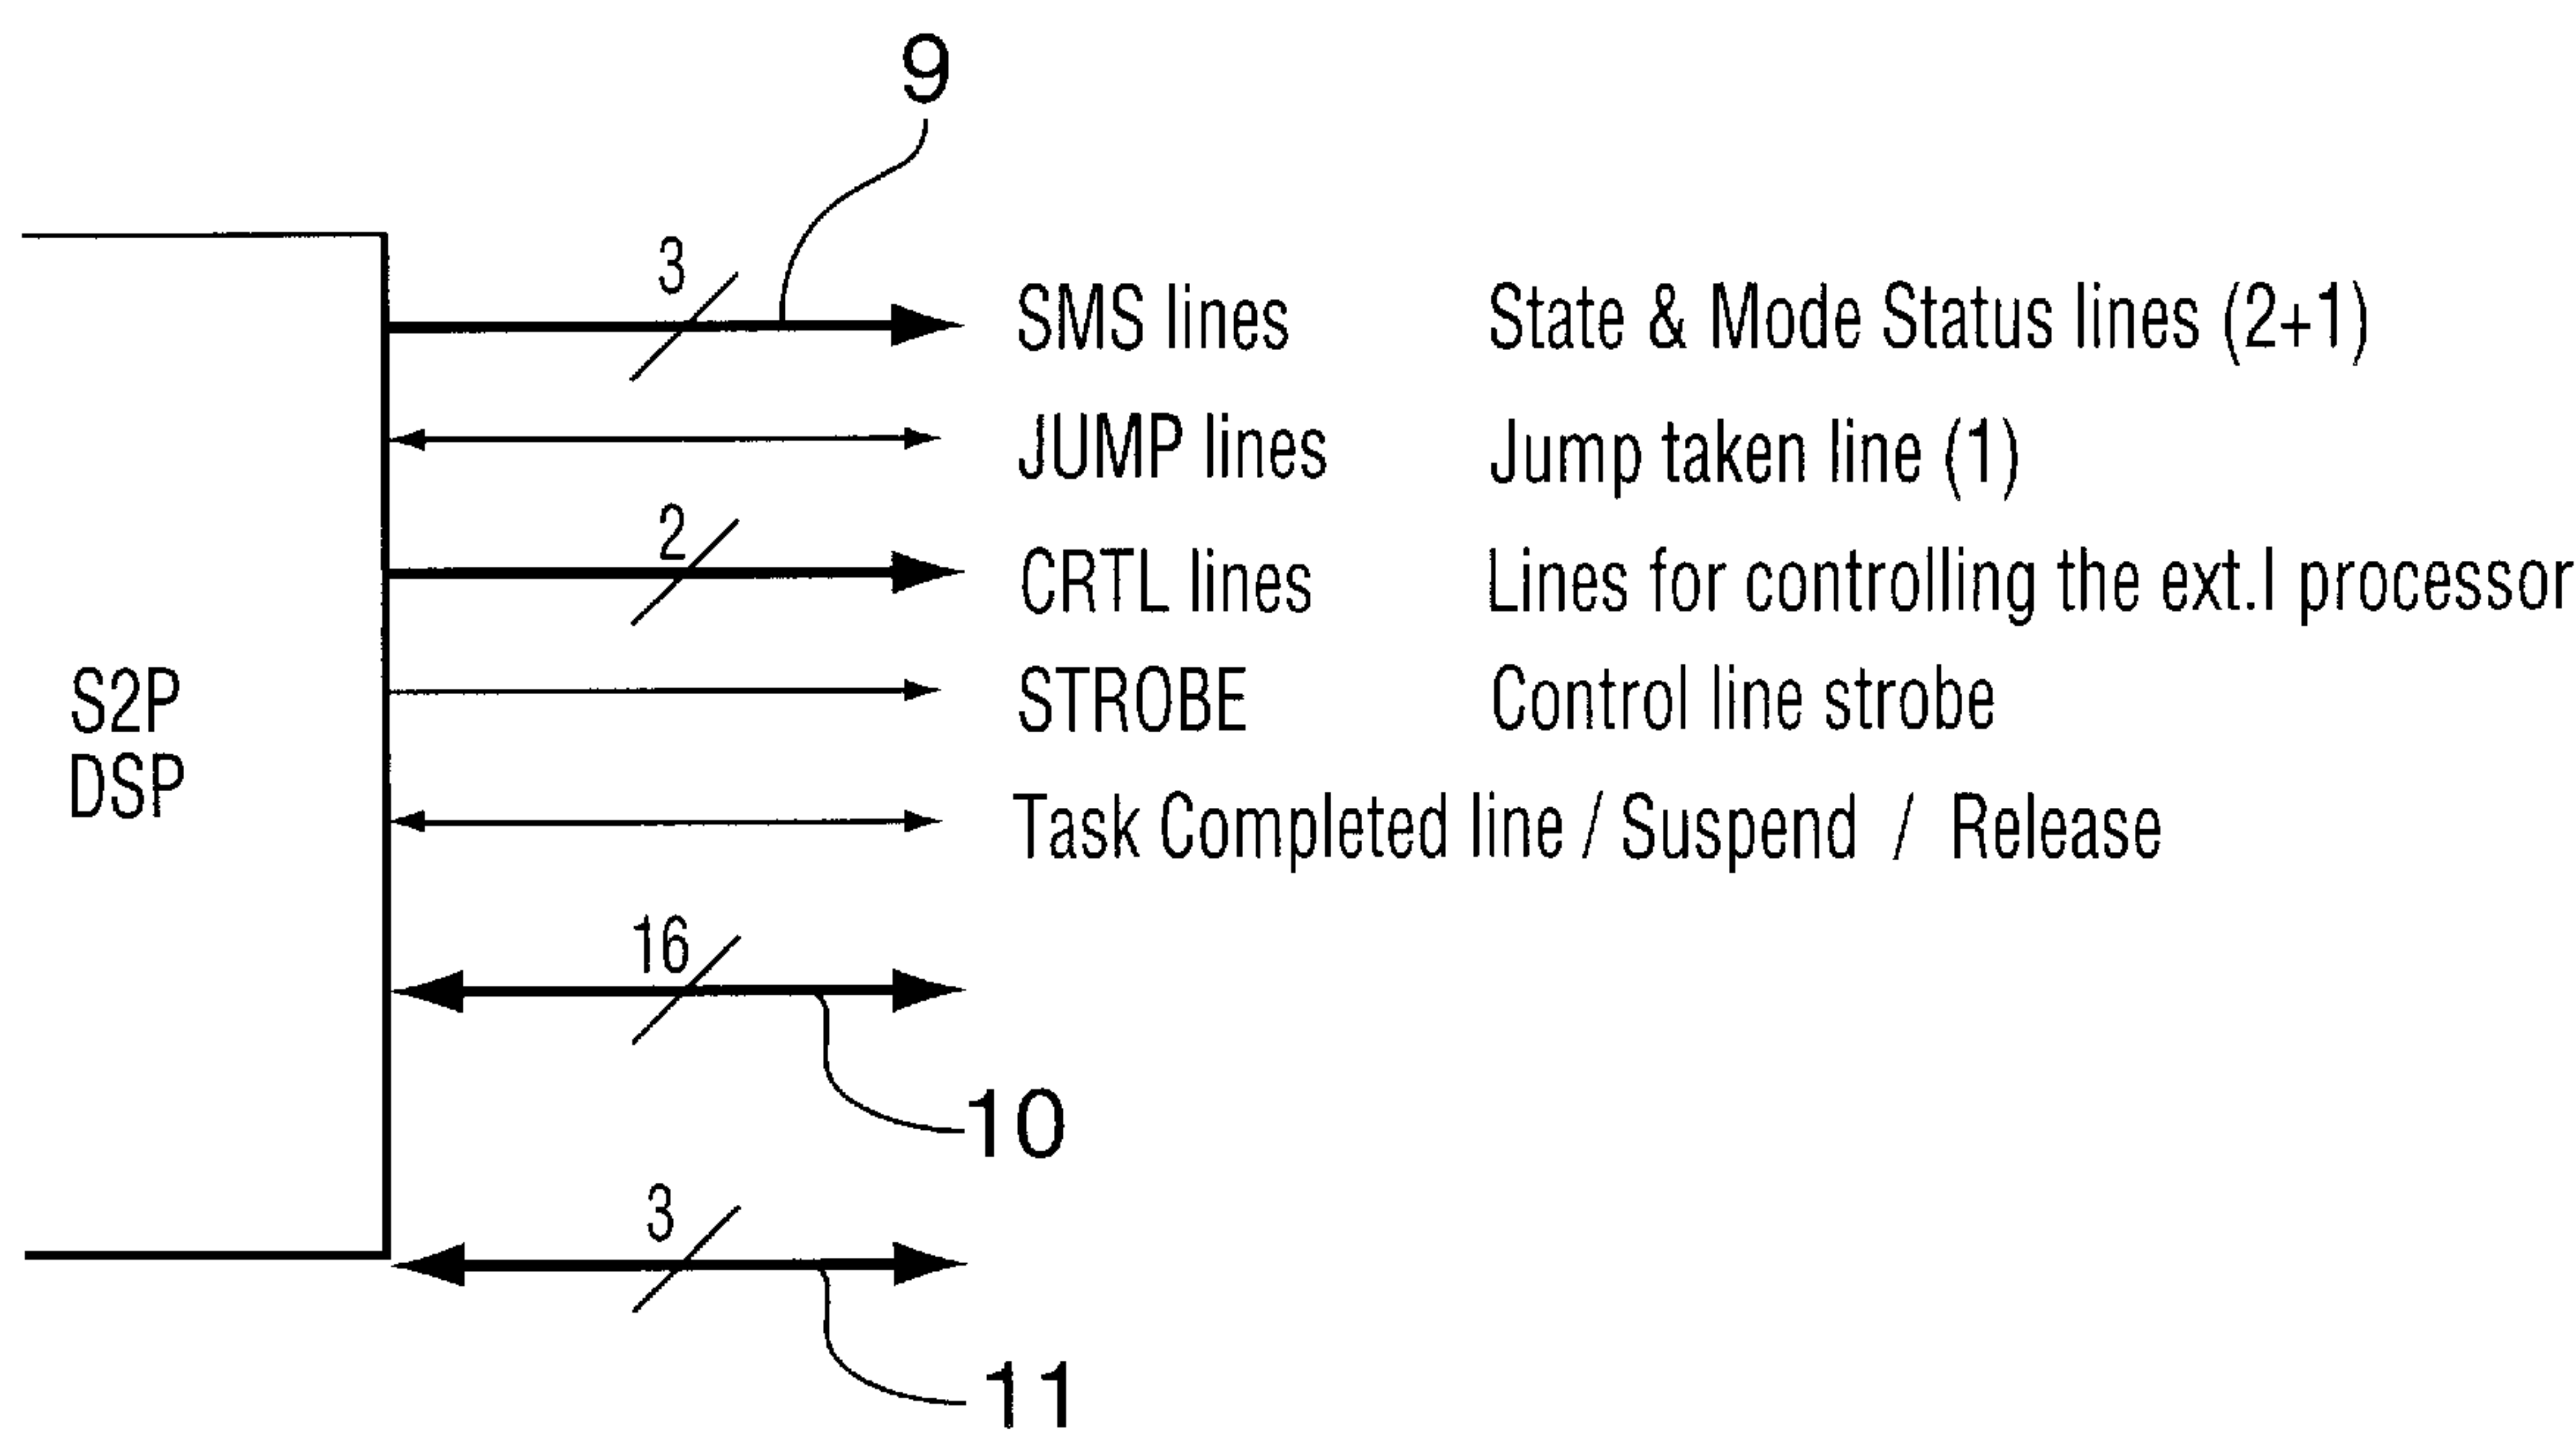 9
3
SMS lines State & Mode Status lines (2+1)
JUMP lines Jump taken line (1)
2
CRTL lines Lines for controlling the ext.l processor
STROBE Control line strobe
S2P
DSP
Task Completed line / Suspend / Release
16
10
3
11